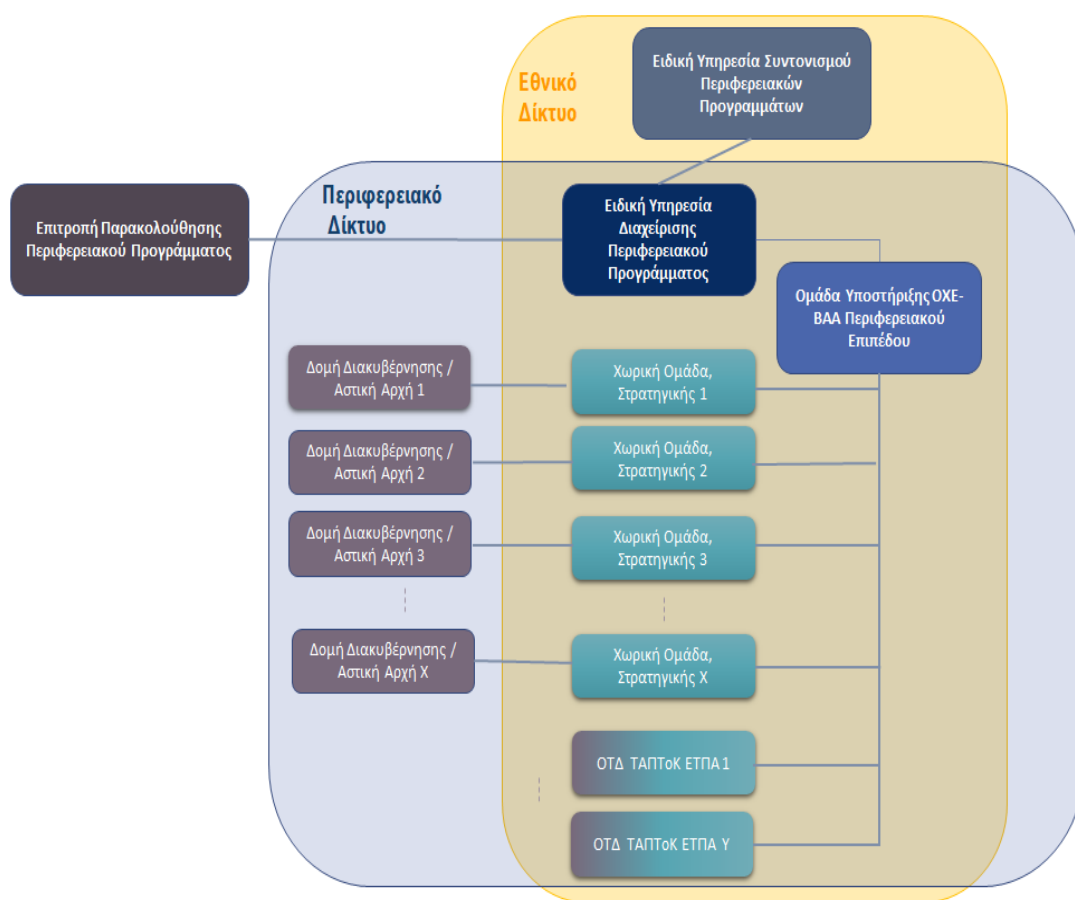 Ειδική Υπηρεσία Συντονισμού
Περιφερειακών
Προγραμμάτων
Εθνικό
Δίκτυο
Περιφερειακό
Δίκτυο
Επιτροπή Παρακολούθησης
Περιφερειακού Προγράμματος
Ειδική Υπηρεσία
Διαχείρισης
Περιφερειακού
Προγράμματος
Ομάδα Υποστήριξης ΟΧΕ-
ΒΑΑ Περιφερειακού
Επιπέδου
Δομή Διακυβέρνησης /
Αστική Αρχή 1
Χωρική Ομάδα,
Στρατηγικής 1
Δομή Διακυβέρνησης /
Αστική Αρχή 2
Χωρική Ομάδα,
Στρατηγικής 2
Δομή Διακυβέρνησης /
Αστική Αρχή 3
Χωρική Ομάδα,
Στρατηγικής 3
Δομή Διακυβέρνησης /
Αστική Αρχή Χ
Χωρική Ομάδα,
Στρατηγικής Χ
ΟΤΔ ΤΑΠΤοΚ ΕΤΠΑ 1
ΟΤΔ ΤΑΠΤοΚ ΕΤΠΑ Υ